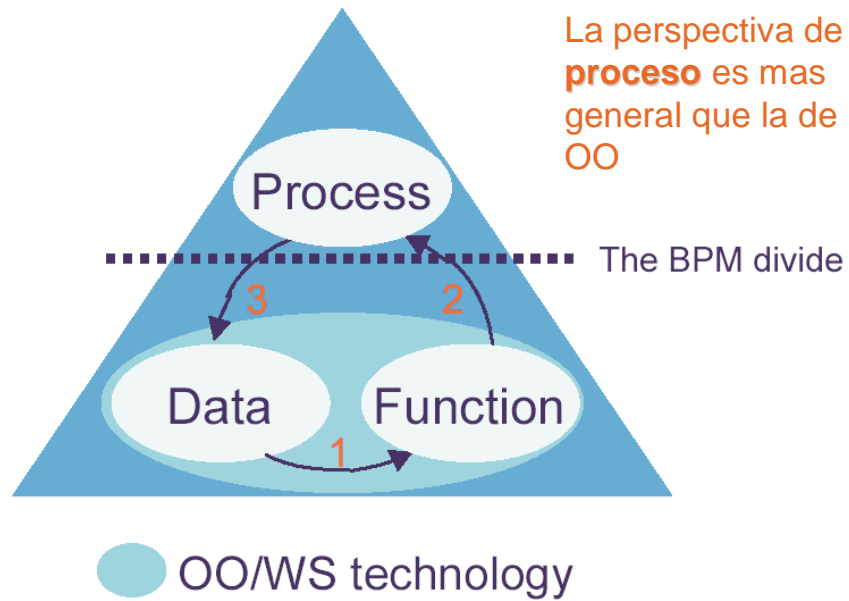 La perspectiva de
proceso es mas
general que la de
OO
Process
The BPM divide
3
2
Data
Function
1
OO/WS technology